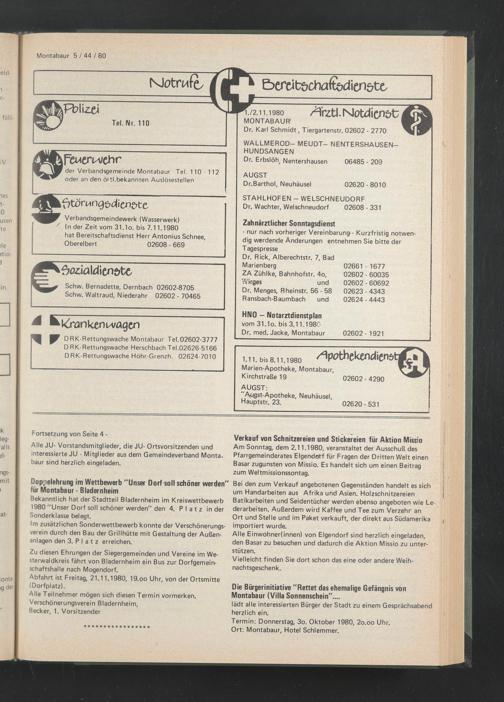 Montabaur 5 / 44 / 80
Notrufe Bereitschaftsdienste
Polizei
Tel. Nr. 110
Feuerwehr
der Verbandsgemeinde Montabaur Tel. 110 - 112
oder an den örtl.bekannten Auslösestellen
Störungsdienste
Verbandsgemeindewerk (Wasserwerk)
In der Zeit vom 31.1o. bis 7.11.1980
hat Bereitschaftsdienst Herr Antonius Schnee,
Oberelbert 02608 - 669
Sozialdienste
Schw. Bernadette, Dernbach 02602-8705
Schw. Waltraud, Niederahr 02602 - 70465
Krankenwagen
DRK-Rettungswache Montabaur Tel.02602-3777
DRK-Rettungswache Herschbach Tel.02626-5166
DRK-Rettungswache Höhr-Grenzh. 02624-7010
1./2.11.1980 Ärztl. Notdienst
MONTABAUR
Dr. Karl Schmidt, Tiergartenstr. 02602 - 2770
WALLMEROD— MEUDT— NENTERSHAUSEN—
HUNDSANGEN
Dr. Erbslöh, Nentershausen 06485 - 209
AUGST
Dr.Barthol, Neuhäusel 02620 - 8010
STAHLHOFEN — WELSCHNEUDORF
Dr. Wachter, Welschneudorf 02608 - 331
Zahnärztlicher Sonntagsdienst
- nur nach vorheriger Vereinbarung - Kurzfristig notwen-
dig werdende Änderungen entnehmen Sie bitte der
Tagespresse
Dr. Rick, Alberechtstr. 7, Bad
Marienberg 02661 - 1677
ZA Zühlke, Bahnhofstr. 4o, 02602 - 60035
Wirges und 02602 - 60692
Dr. Menges, Rheinstr. 56 - 58 02623 - 4343
Ransbach-Baumbach und 02624 - 4443
HNO — Notarztdienstplan
vom 31.1o. bis 3.11.1980
Dr. med. Jacke, Montabaur 02602 - 1921
1.11. bis 8.11.1980 Apothekendienst
Marien-Apotheke, Montabaur,
Kirchstraße 19 02602 - 4290
AUGST:
"Augst-Apotheke, Neuhäusel,
Hauptstr. 23, 02620 - 531
Fortsetzung von Seite 4 -
Alle JU- Vorstandsmitglieder, die JU- Ortsvorsitzenden und
interessierte JU - Mitglieder aus dem Gemeindeverband Monta-
baur sind herzlich eingeladen.
Doppelehrung im Wettbewerb "Unser Dorf soll schöner werden"
für Montabaur - Bladernheim
Bekanntlich hat der Stadtteil Bladernheim im Kreiswettbewerb
1980 "Unser Dorf soll schöner werden" den 4. P l a t z in der
Sonderklasse belegt.
Im zusätzlichen Sonderwettbewerb konnte der Verschönerungs-
verein durch den Bau der Grillhütte mit Gestaltung der Außen-
anlagen den 3. P l a t z erreichen.
Zu diesen Ehrungen der Siegergemeinden und Vereine im We-
sterwaldkreis fährt von Bladernheim ein Bus zur Dorfgemein-
schaftshalle nach Mogendorf.
Abfahrt ist Freitag, 21.11.1980, 19.oo Uhr, von der Ortsmitte
(Dorfplatz).
Alle Teilnehmer mögen sich diesen Termin vormerken.
Verschönerungsverein Bladernheim,
Becker, 1. Vorsitzender
*****************
Verkauf von Schnitzereien und Stickereien für Aktion Missio
Am Sonntag, dem 2.11.1980, veranstaltet der Ausschuß des
Pfarrgemeinderates Elgendorf für Fragen der Dritten Welt einen
Basar zugunsten von Missio. Es handelt sich um einen Beitrag
zum Weltmissionssonntag.
Bei den zum Verkauf angebotenen Gegenständen handelt es sich
um Handarbeiten aus Afrika und Asien. Holzschnitzereien
Batikarbeiten und Seidentücher werden ebenso angeboten wie Le-
derarbeiten. Außerdem wird Kaffee und Tee zum Verzehr an
Ort und Stelle und im Paket verkauft, der direkt aus Südamerika
importiert wurde.
Alle Einwohner(innen) von Elgendorf sind herzlich eingeladen,
den Basar zu besuchen und dadurch die Aktion Missio zu unter-
stützen.
Vielleicht finden Sie dort schon das eine oder andere Weih-
nachtsgeschenk.
Die Bürgerinitiative "Rettet das ehemalige Gefängnis von
Montabaur (Villa Sonnenschein"....
lädt alle interessierten Bürger der Stadt zu einem Gesprächsabend
herzlich ein.
Termin: Donnerstag, 3o. Oktober 1980, 2o.oo Uhr.
Ort: Montabaur, Hotel Schlemmer.